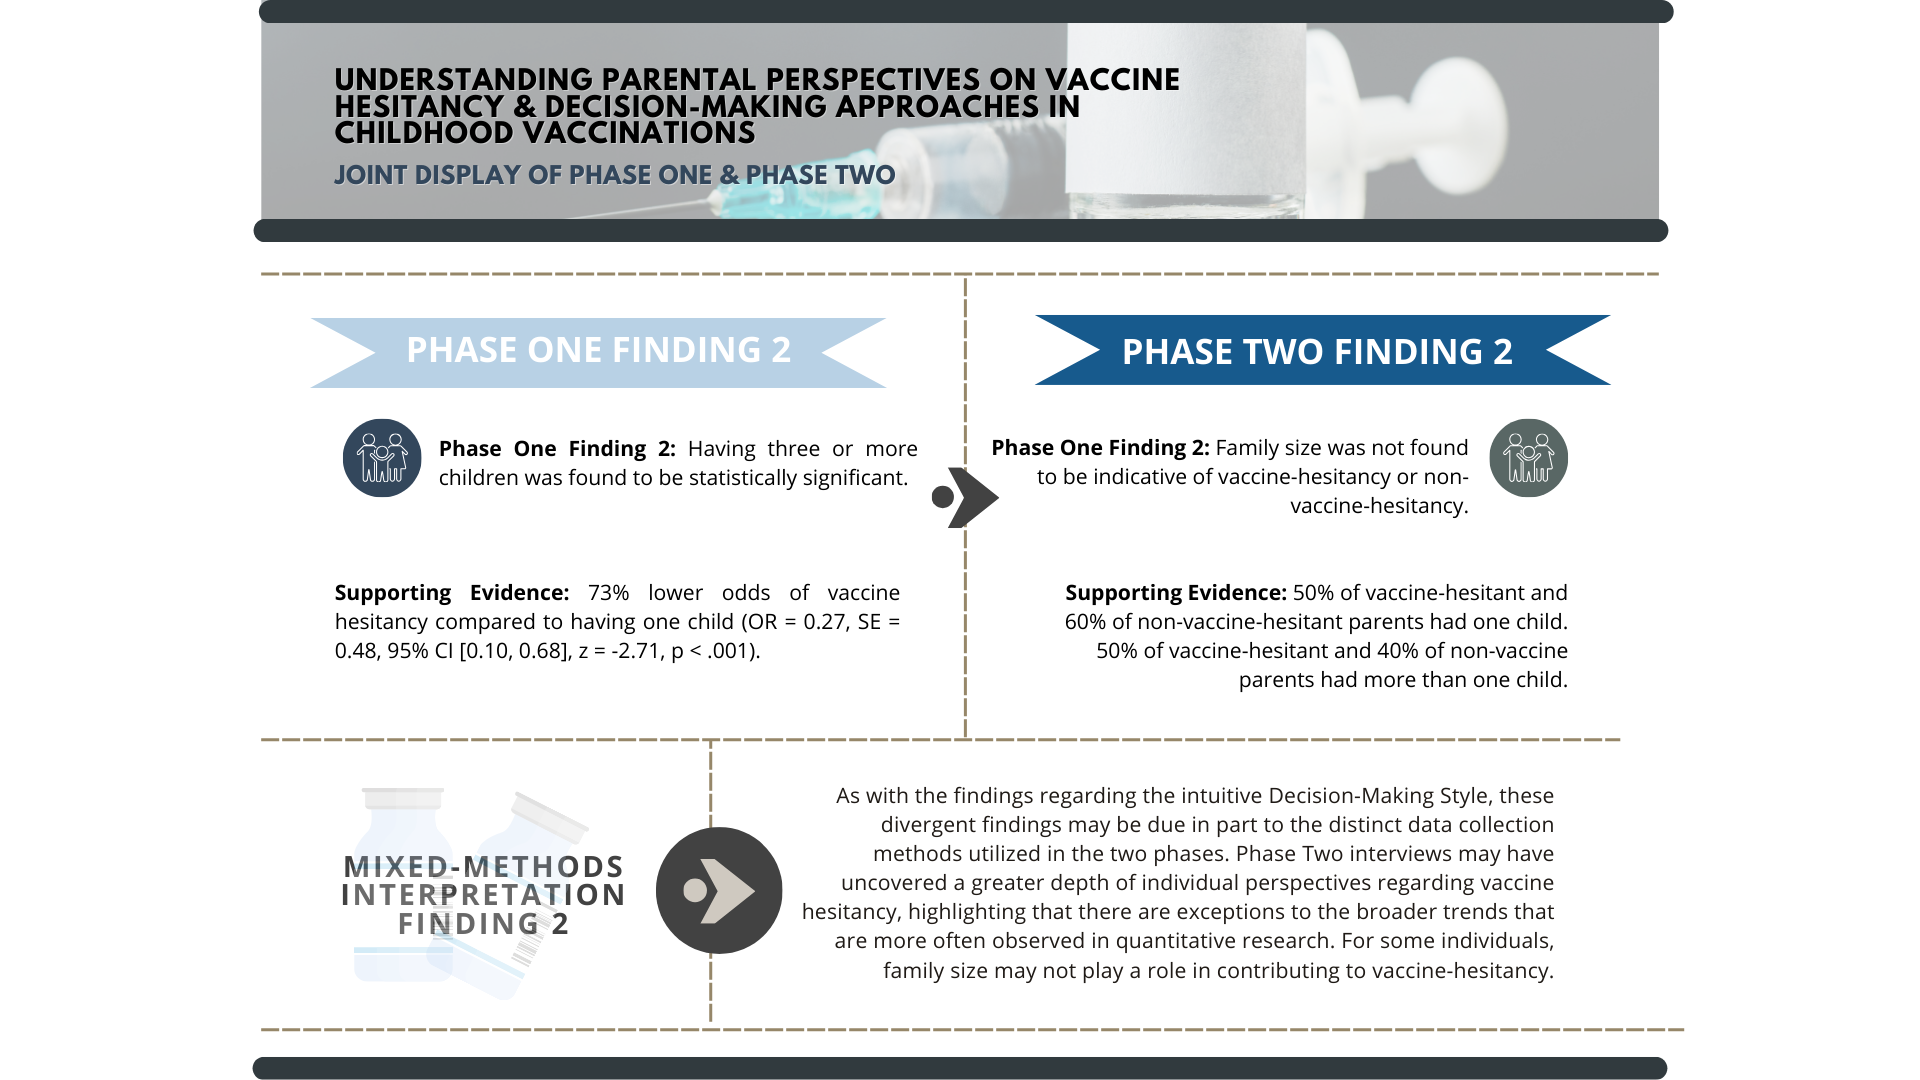 UNDERSTANDING PARENTAL PERSPECTIVES ON VACCINE
HESITANCY & DECISION-MAKING APPROACHES IN
CHILDHOOD VACCINATIONS
JOINT DISPLAY OF PHASE ONE & PHASE TWO
PHASE ONE FINDING 2
Phase One Finding 2: Having three or more
children was found to be statistically significant.
Supporting Evidence: 73% lower odds of vaccine
hesitancy compared to having one child (OR = 0.27, SE =
0.48, 95% CI [0.10, 0.68], z = -2.71, p < .001).
PHASE TWO FINDING 2
Phase One Finding 2: Family size was not found
to be indicative of vaccine-hesitancy or non-
vaccine-hesitancy.
Supporting Evidence: 50% of vaccine-hesitant and
60% of non-vaccine-hesitant parents had one child.
50% of vaccine-hesitant and 40% of non-vaccine
parents had more than one child.
MIXED-METHODS
INTERPRETATION
FINDING 2
As with the findings regarding the intuitive Decision-Making Style, these
divergent findings may be due in part to the distinct data collection
methods utilized in the two phases. Phase Two interviews may have
uncovered a greater depth of individual perspectives regarding vaccine
hesitancy, highlighting that there are exceptions to the broader trends that
are more often observed in quantitative research. For some individuals,
family size may not play a role in contributing to vaccine-hesitancy.